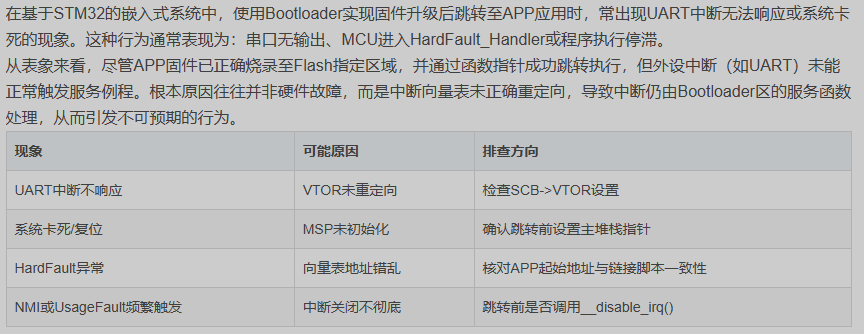 在基于STM32的嵌入式系统中，使用Bootloader实现固件升级后跳转至APP应用时，常出现UART中断无法响应或系统卡
死的现象。这种行为通常表现为：串口无输出、MCU进入HardFault_Handler或程序执行停滞。
从表象来看，尽管APP固件已正确烧录至Flash指定区域，并通过函数指针成功跳转执行，但外设中断（如UART）未能
正常触发服务例程。根本原因往往并非硬件故障，而是中断向量表未正确重定向，导致中断仍由Bootloader区的服务函数
处理，从而引发不可预期的行为。
现象 可能原因 排查方向
UART中断不响应 VTOR未重定向 检查SCB->VTOR设置
系统卡死/复位 MSP未初始化 确认跳转前设置主堆栈指针
HardFault异常 向量表地址错乱 核对APP起始地址与链接脚本一致性
NMI或UsageFault频繁触发 中断关闭不彻底 跳转前是否调用__disable_irq()